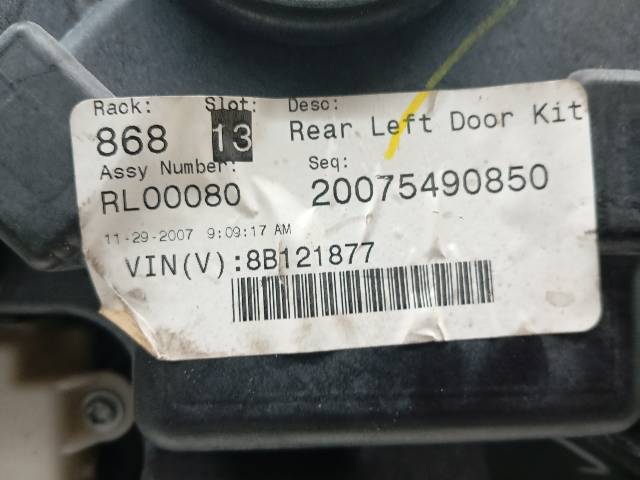 Rack: Slot: Desc:
868 13 Rear Left Door Kit
Assy Number: Seq:
RL00080 20075490850
11-29-2007 9:09:17 AM
VIN(V):8B121877